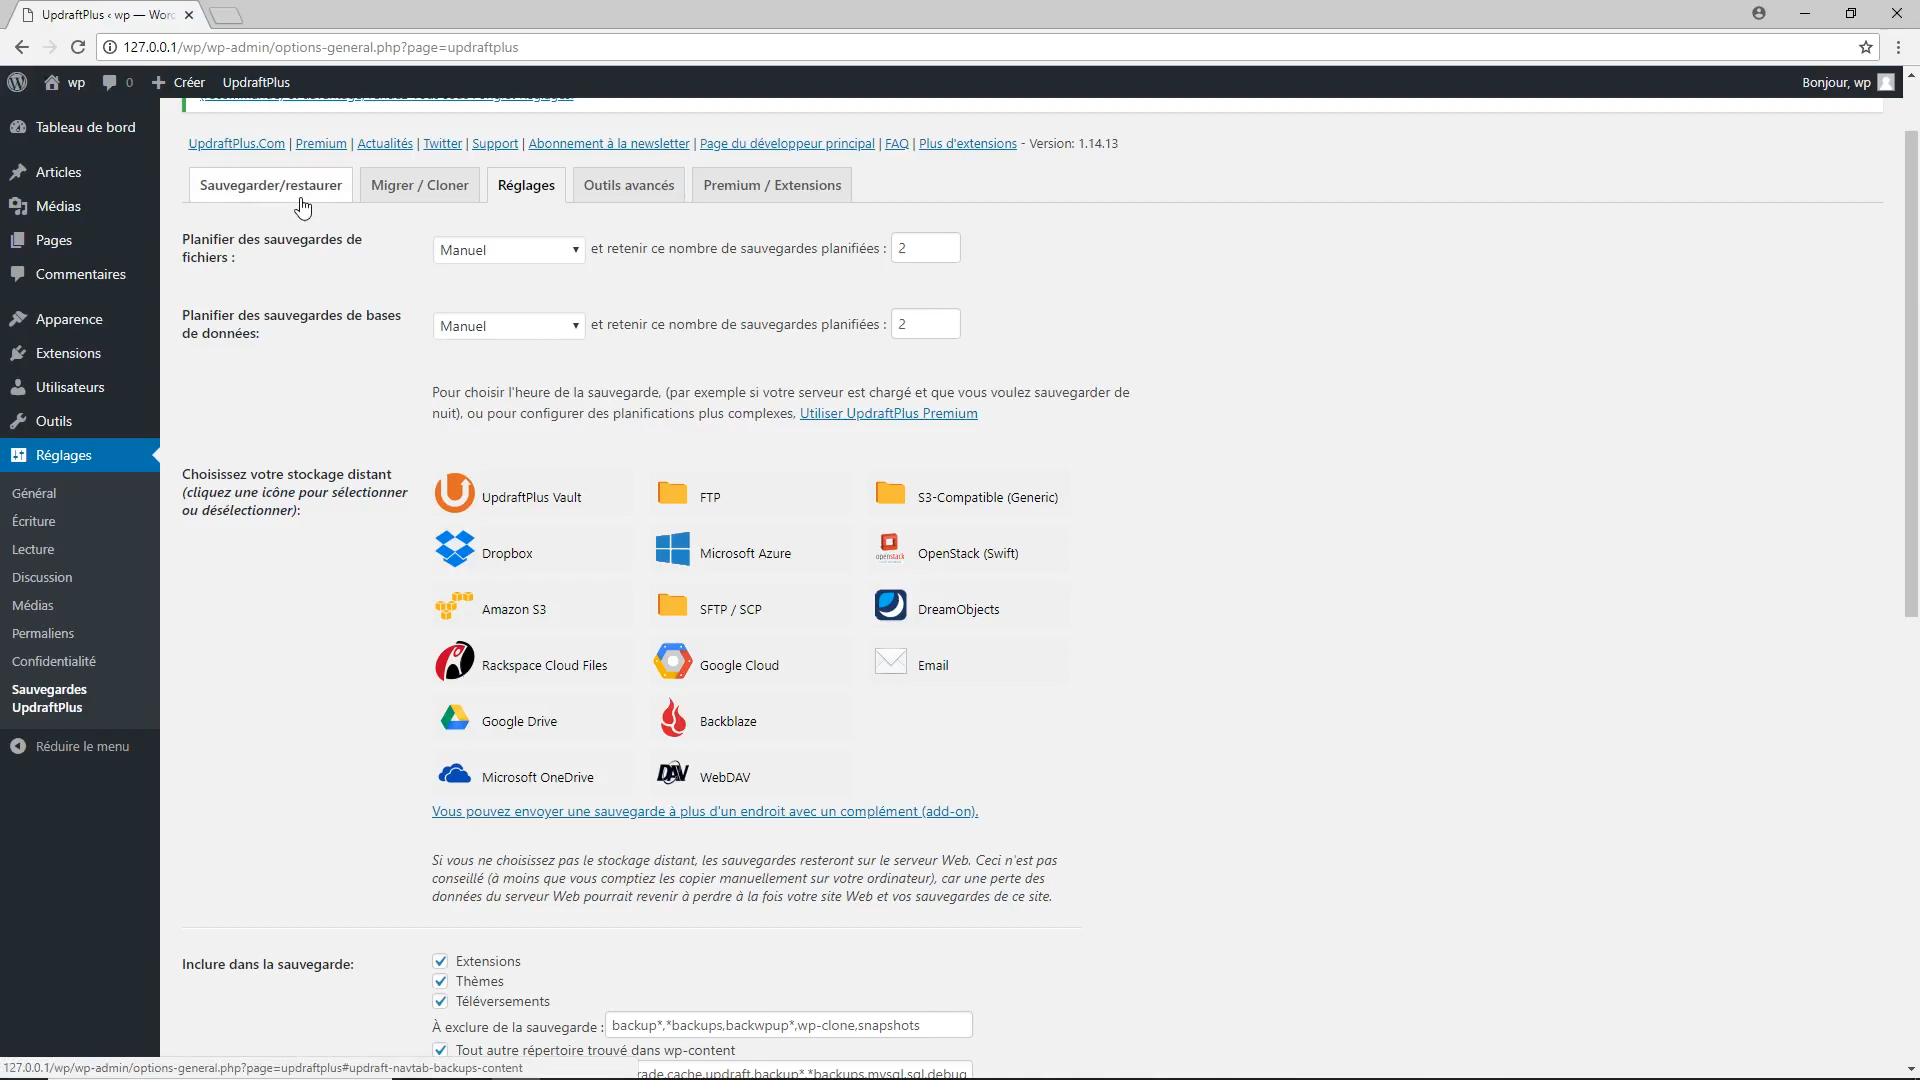 UpdraftPlus ‹ wp — Wor
127.0.0.1/wp/wp-admin/options-general.php?page=updraftplus
wp 0 Créer UpdraftPlus Bonjour, wp
Tableau de bord
Articles
Médias
Pages
Commentaires
Apparence
Extensions
Utilisateurs
Outils
Réglages
Général
Écriture
Lecture
Discussion
Médias
Permaliens
Confidentialité
Sauvegardes
UpdraftPlus
Réduire le menu
UpdraftPlus.Com | Premium | Actualités | Twitter | Support | Abonnement à la newsletter | Page du développeur principal | FAQ | Plus d'extensions - Version: 1.14.13
Sauvegarder/restaurer Migrer / Cloner Réglages Outils avancés Premium / Extensions
Planifier des sauvegardes de
fichiers :
Manuel et retenir ce nombre de sauvegardes planifiées : 2
Planifier des sauvegardes de bases
de données:
Manuel et retenir ce nombre de sauvegardes planifiées : 2
Pour choisir l'heure de la sauvegarde, (par exemple si votre serveur est chargé et que vous voulez sauvegarder de
nuit), ou pour configurer des planifications plus complexes, Utiliser UpdraftPlus Premium
Choisissez votre stockage distant
(cliquez une icône pour sélectionner
ou désélectionner):
UpdraftPlus Vault FTP S3-Compatible (Generic)
Dropbox Microsoft Azure openstack OpenStack (Swift)
Amazon S3 SFTP / SCP DreamObjects
Rackspace Cloud Files Google Cloud Email
Google Drive Backblaze
Microsoft OneDrive DAV WebDAV
Vous pouvez envoyer une sauvegarde à plus d'un endroit avec un complément (add-on).
Si vous ne choisissez pas le stockage distant, les sauvegardes resteront sur le serveur Web. Ceci n'est pas
conseillé (à moins que vous comptiez les copier manuellement sur votre ordinateur), car une perte des
données du serveur Web pourrait revenir à perdre à la fois votre site Web et vos sauvegardes de ce site.
Inclure dans la sauvegarde:
Extensions
Thèmes
Téléversements
À exclure de la sauvegarde : backup*,*backups,backwpup*,wp-clone,snapshots
Tout autre répertoire trouvé dans wp-content
127.0.0.1/wp/wp-admin/options-general.php?page=updraftplus#updraft-navtab-backups-content
rade,cache,updraft,backup*,*backups,mysql.sql,debug